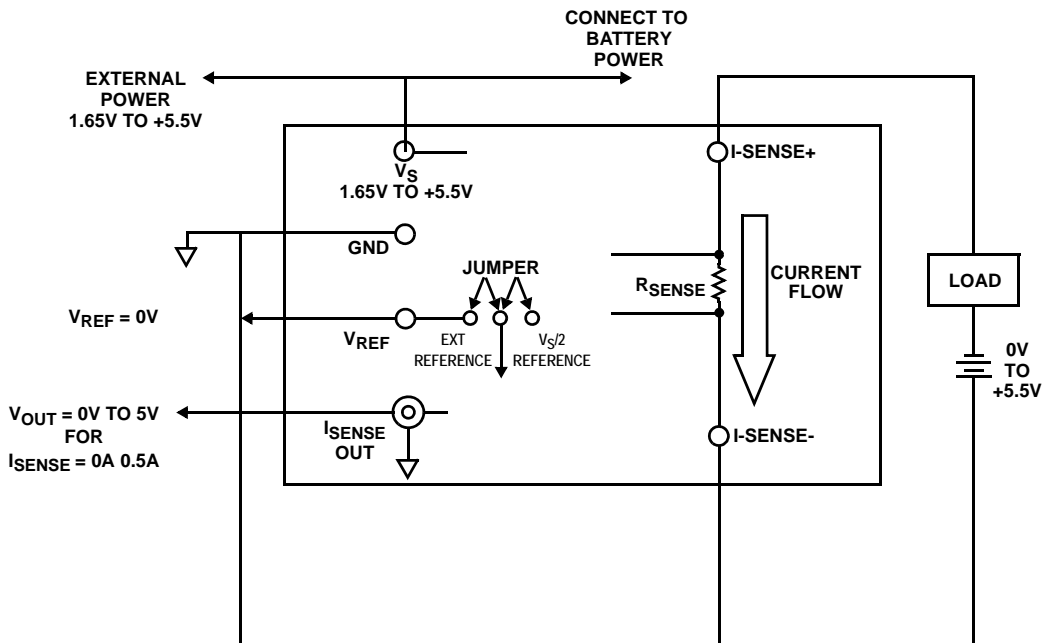 CONNECT TO
BATTERY
POWER
EXTERNAL
POWER
1.65V TO +5.5V
VS
1.65V TO +5.5V
I-SENSE+
GND
JUMPER
RSENSE
CURRENT
FLOW
LOAD
VREF = 0V
VREF
EXT
REFERENCE
VS/2
REFERENCE
0V
TO
+5.5V
VOUT = 0V TO 5V
FOR
ISENSE = 0A 0.5A
ISENSE
OUT
I-SENSE-